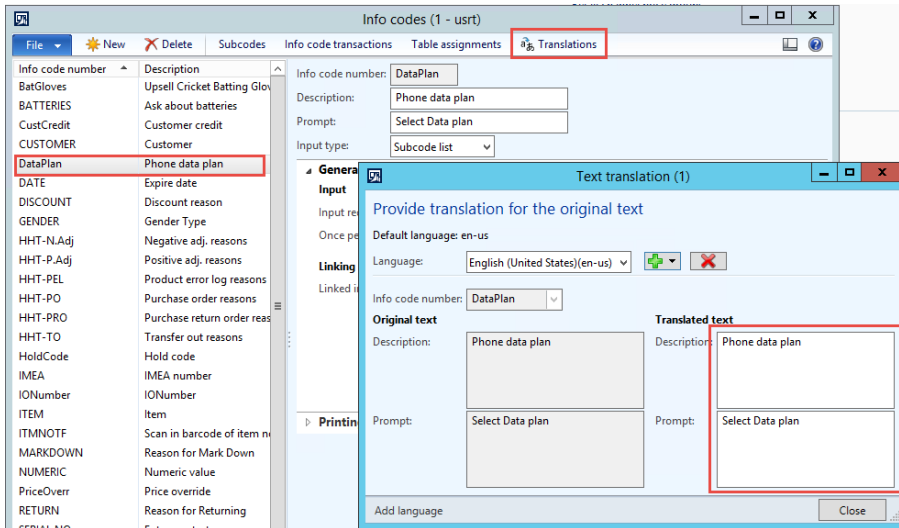 Info codes (1 - usrt)
File New Delete Subcodes Info code transactions Table assignments Translations
Info code number Description
BatGloves Upsell Cricket Batting Glov
BATTERIES Ask about batteries
CustCredit Customer credit
CUSTOMER Customer
DataPlan Phone data plan
DATE Expire date
DISCOUNT Discount reason
GENDER Gender Type
HHT-N.Adj Negative adj. reasons
HHT-P.Adj Positive adj. reasons
HHT-PEL Product error log reasons
HHT-PO Purchase order reasons
HHT-PRO Purchase return order reas
HHT-TO Transfer out reasons
HoldCode Hold code
IMEA IMEA number
IONumber IONumber
ITEM Item
ITMNOTF Scan in barcode of item n
MARKDOWN Reason for Mark Down
NUMERIC Numeric value
PriceOverr Price override
RETURN Reason for Returning
Info code number: DataPlan
Description: Phone data plan
Prompt: Select Data plan
Input type: Subcode list
Genera
Input
Input re
Once pe
Linking
Linked i
Printin
Text translation (1)
Provide translation for the original text
Default language: en-us
Language: English (United States)(en-us)
Info code number: DataPlan
Original text Translated text
Description: Phone data plan Description: Phone data plan
Prompt: Select Data plan Prompt: Select Data plan
Add language Close